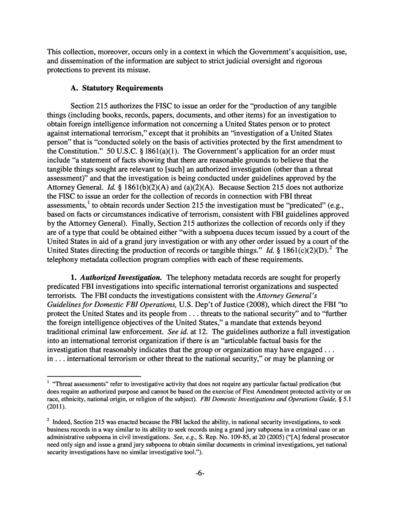 This collection, moreover, occurs only in a context in which the Government's acquisition, use,
and dissemination of the information are subject to strict judicial oversight and rigorous
protections to prevent its misuse.
A. Statutory Requirements
Section 215 authorizes the FISC to issue an order for the "production of any tangible
things (including books, records, papers, documents, and other items) for an investigation to
obtain foreign intelligence information not concerning a United States person or to protect
against international terrorism," except that it prohibits an "investigation of a United States
person" that is "conducted solely on the basis of activities protected by the first amendment to
the Constitution." 50 U.S.C. § 1861(a)(1). The Government's application for an order must
include "a statement of facts showing that there are reasonable grounds to believe that the
tangible things sought are relevant to [such] an authorized investigation (other than a threat
assessment)" and that the investigation is being conducted under guidelines approved by the
Attorney General. Id. § 1861(b)(2)(A) and (a)(2)(A). Because Section 215 does not authorize
the FISC to issue an order for the collection of records in connection with FBI threat
assessments,1 to obtain records under Section 215 the investigation must be "predicated" (e.g.,
based on facts or circumstances indicative of terrorism, consistent with FBI guidelines approved
by the Attorney General). Finally, Section 215 authorizes the collection of records only if they
are of a type that could be obtained either "with a subpoena duces tecum issued by a court of the
United States in aid of a grand jury investigation or with any other order issued by a court of the
United States directing the production of records or tangible things." Id. § 1861(c)(2)(D).2 The
telephony metadata collection program complies with each of these requirements.
1. Authorized Investigation. The telephony metadata records are sought for properly
predicated FBI investigations into specific international terrorist organizations and suspected
terrorists. The FBI conducts the investigations consistent with the Attorney General's
Guidelines for Domestic FBI Operations, U.S. Dep't of Justice (2008), which direct the FBI "to
protect the United States and its people from . . . threats to the national security" and to "further
the foreign intelligence objectives of the United States," a mandate that extends beyond
traditional criminal law enforcement. See id. at 12. The guidelines authorize a full investigation
into an international terrorist organization if there is an "articulable factual basis for the
investigation that reasonably indicates that the group or organization may have engaged . . .
in . . . international terrorism or other threat to the national security," or may be planning or
1 "Threat assessments" refer to investigative activity that does not require any particular factual predication (but
does require an authorized purpose and cannot be based on the exercise of First Amendment protected activity or on
race, ethnicity, national origin, or religion of the subject). FBI Domestic Investigations and Operations Guide, § 5.1
(2011).
2 Indeed, Section 215 was enacted because the FBI lacked the ability, in national security investigations, to seek
business records in a way similar to its ability to seek records using a grand jury subpoena in a criminal case or an
administrative subpoena in civil investigations. See, e.g., S. Rep. No. 109-85, at 20 (2005) ("[A] federal prosecutor
need only sign and issue a grand jury subpoena to obtain similar documents in criminal investigations, yet national
security investigations have no similar investigative tool.").
-6-